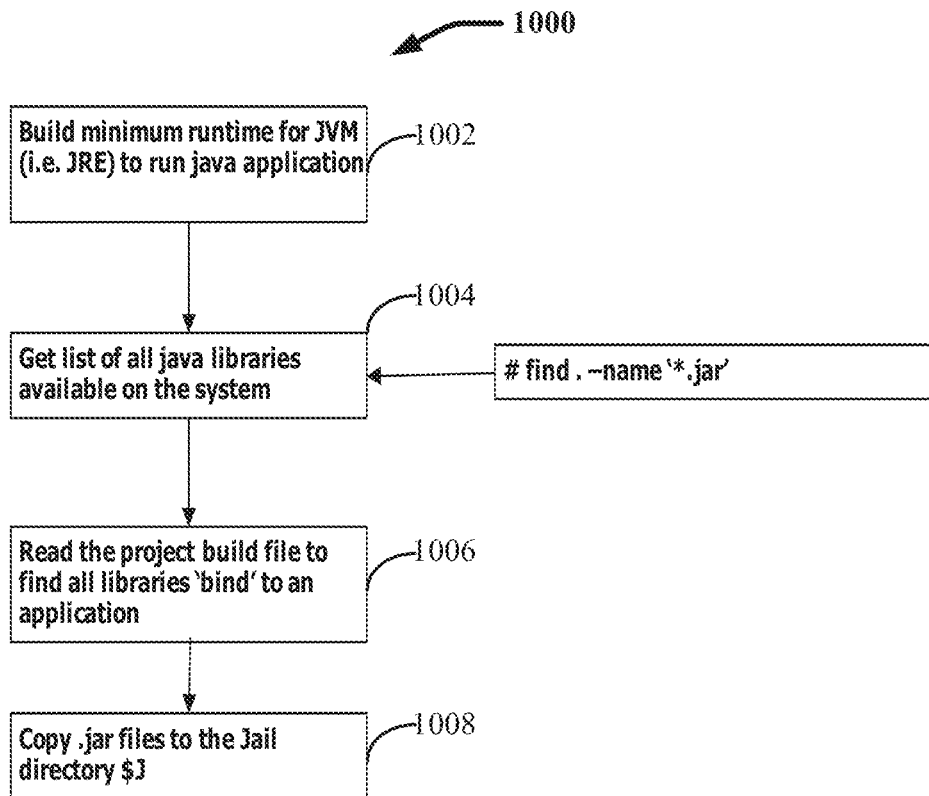 1000
Build minimum runtime for JVM
(i.e. JRE) to run java application
1002
1004
Get list of all java libraries
available on the system
# find . –name ‘*.jar’
Read the project build file to
find all libraries ‘bind’ to an
application
1006
Copy .jar files to the Jail
directory $J
1008